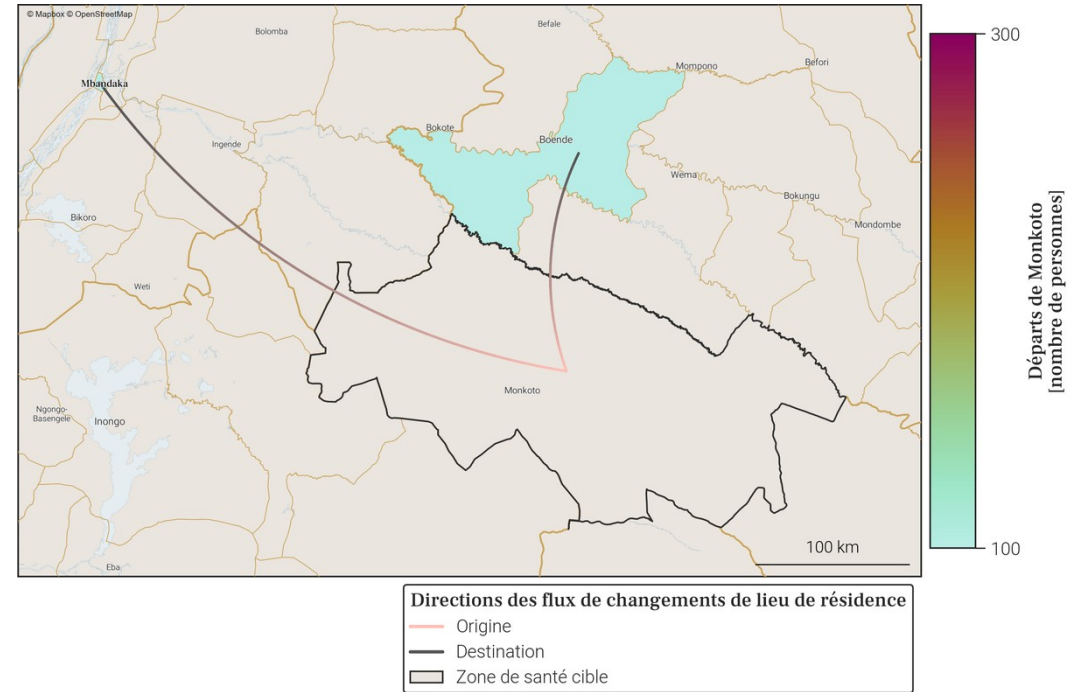 © Mapbox © OpenStreetMap
Befale
Bolomba
Mompono
Befori
Mbandaka
Bokote
Boende
Ingende
Wema
Bokungu
Bikoro
Mondombe
Weti
Monkoto
Ngongo-
Basengele
Inongo
Eba
100 km
300
100
Départs de Monkoto
[nombre de personnes]
Directions des flux de changements de lieu de résidence
Origine
Destination
Zone de santé cible